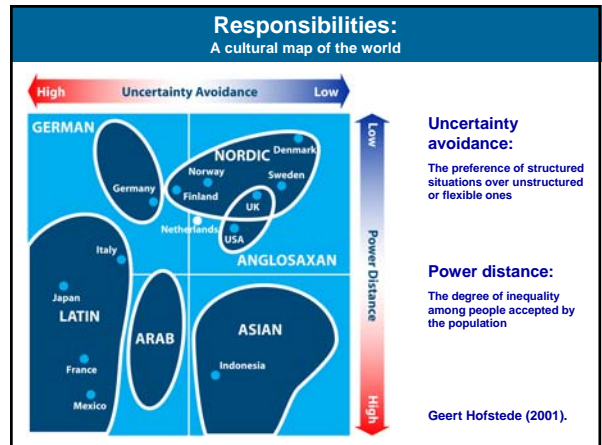 Responsibilities:
A cultural map of the world
High Uncertainty Avoidance Low
GERMAN
NORDIC
Denmark
Norway
Sweden
Germany
Finland
UK
Netherlands
USA
Italy
ANGLOSAXAN
Japan
LATIN
ARAB
ASIAN
France
Indonesia
Mexico
Low
Power Distance
High
Uncertainty
avoidance:
The preference of structured
situations over unstructured
or flexible ones
Power distance:
The degree of inequality
among people accepted by
the population
Geert Hofstede (2001).